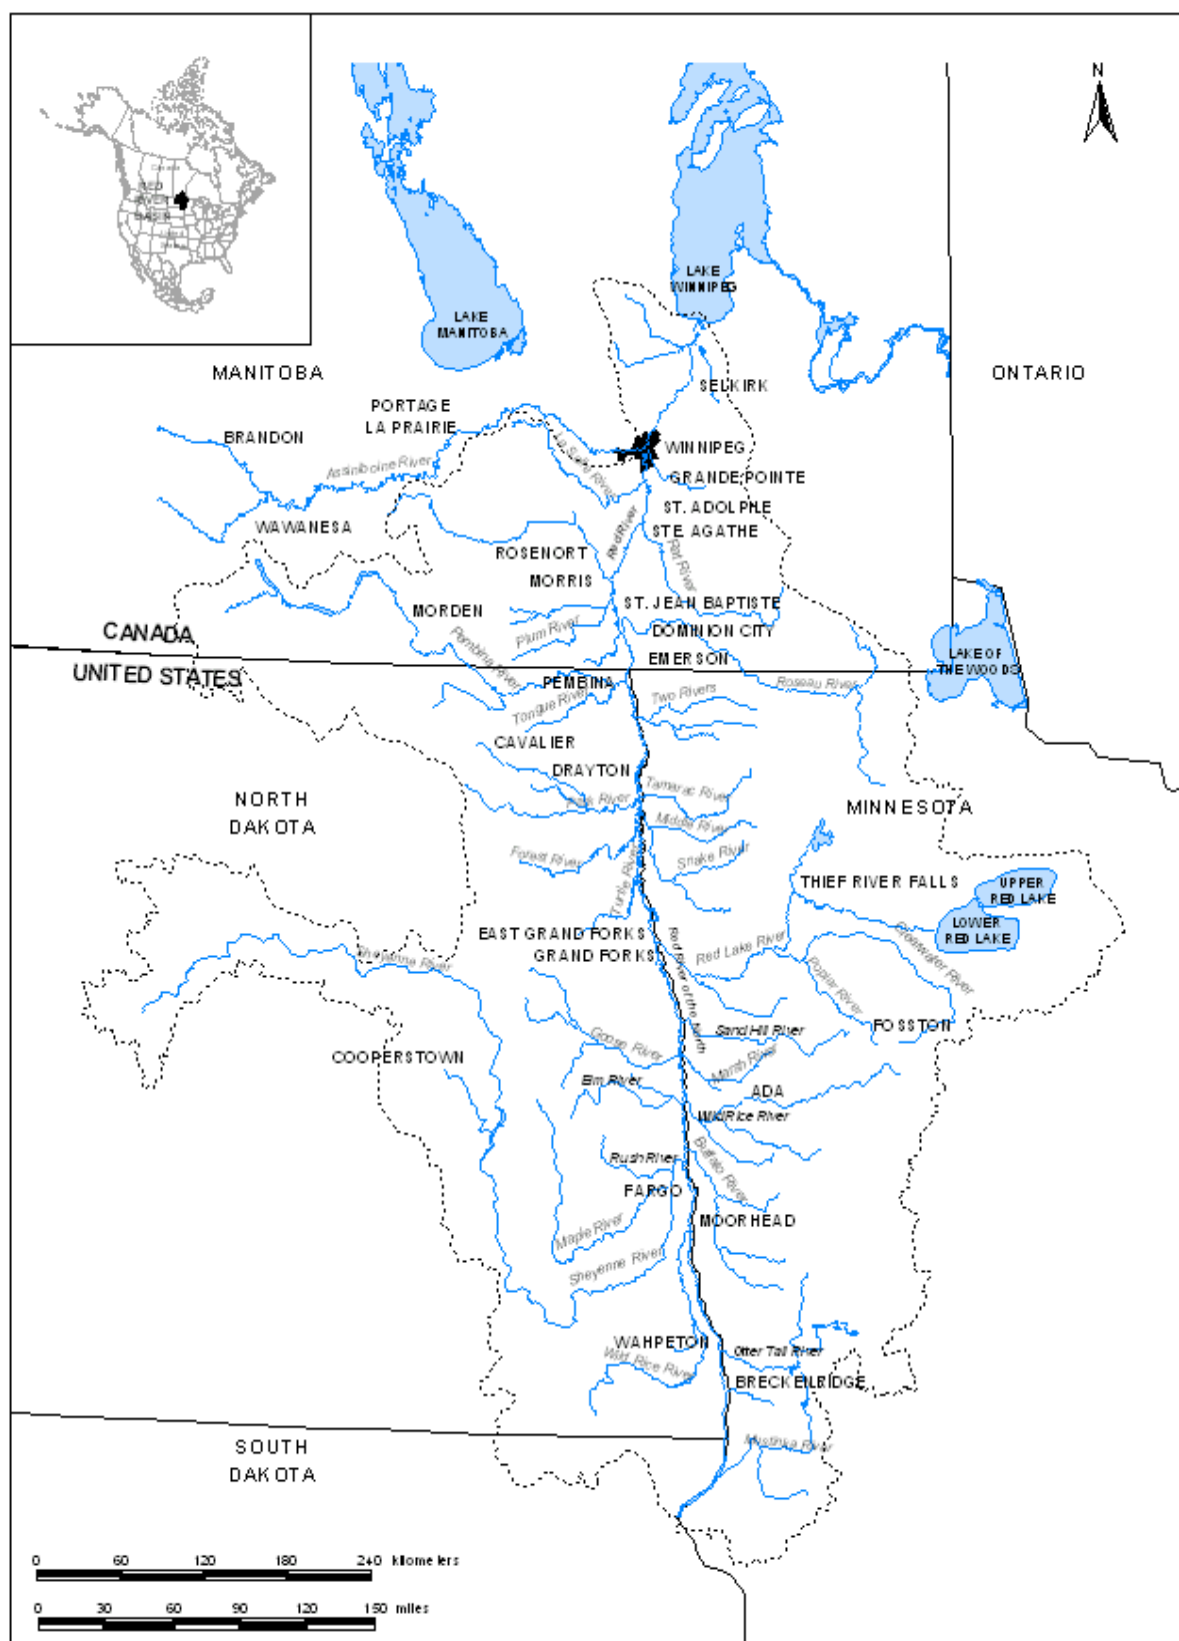 N
Canada
RED
RIVER
BASIN
LAKE
WINNIPEG
LAKE
MANITOBA
MANITOBA
ONTARIO
SELKIRK
PORTAGE
LA PRAIRIE
BRANDON
WINNIPEG
La Salle River
Assiniboine River
GRANDE POINTE
ST. ADOLPHE
WAWANESA
Red River
STE. AGATHE
ROSENORT
Rat River
MORRIS
MORDEN
ST. JEAN BAPTISTE
Plum River
DOMINION CITY
CANADA
Pembina River
EMERSON
LAKE OF
THE WOODS
UNITED STATES
PEMBINA
Roseau River
Tongue River
Two Rivers
CAVALIER
DRAYTON
Tamarac River
NORTH
DAKOTA
Park River
MINNESOTA
Middle River
Forest River
Snake River
Turtle River
THIEF RIVER FALLS
UPPER
RED LAKE
LOWER
RED LAKE
EAST GRAND FORKS
GRAND FORKS
Red River of the North
Red Lake River
Clearwater River
Sheyenne River
Poplar River
FOSSTON
Sand Hill River
Goose River
COOPERSTOWN
Marsh River
Elm River
ADA
Wild Rice River
Rush River
Buffalo River
FARGO
MOORHEAD
Maple River
Sheyenne River
WAHPETON
Otter Tail River
Wild Rice River
BRECKENRIDGE
SOUTH
DAKOTA
Mustinka River
0 60 120 180 240 kilometers
0 30 60 90 120 150 miles